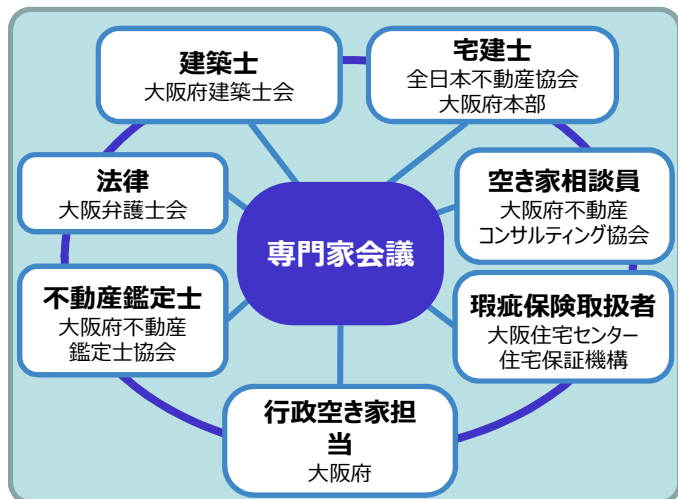 建築士
大阪府建築士会
宅建士
全日本不動産協会
大阪府本部
法律
大阪弁護士会
空き家相談員
大阪府不動産
コンサルティング協会
専門家会議
不動産鑑定士
大阪府不動産
鑑定士協会
瑕疵保険取扱者
大阪住宅センター
住宅保証機構
行政空き家担
当
大阪府